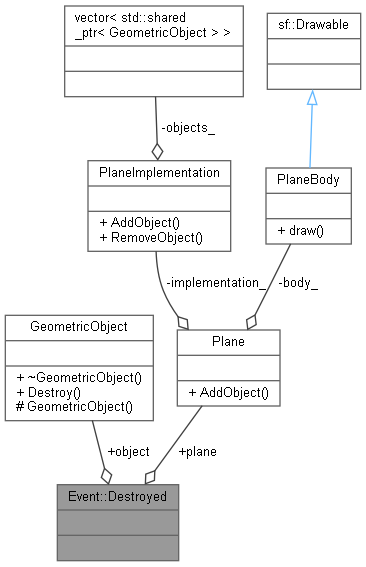 vector< std::shared
_ptr< GeometricObject > >
sf::Drawable
-objects_
PlaneImplementation
+ AddObject()
+ RemoveObject()
PlaneBody
+ draw()
-implementation_
-body_
GeometricObject
+ ~GeometricObject()
+ Destroy()
# GeometricObject()
Plane
+ AddObject()
+object
+plane
Event::Destroyed